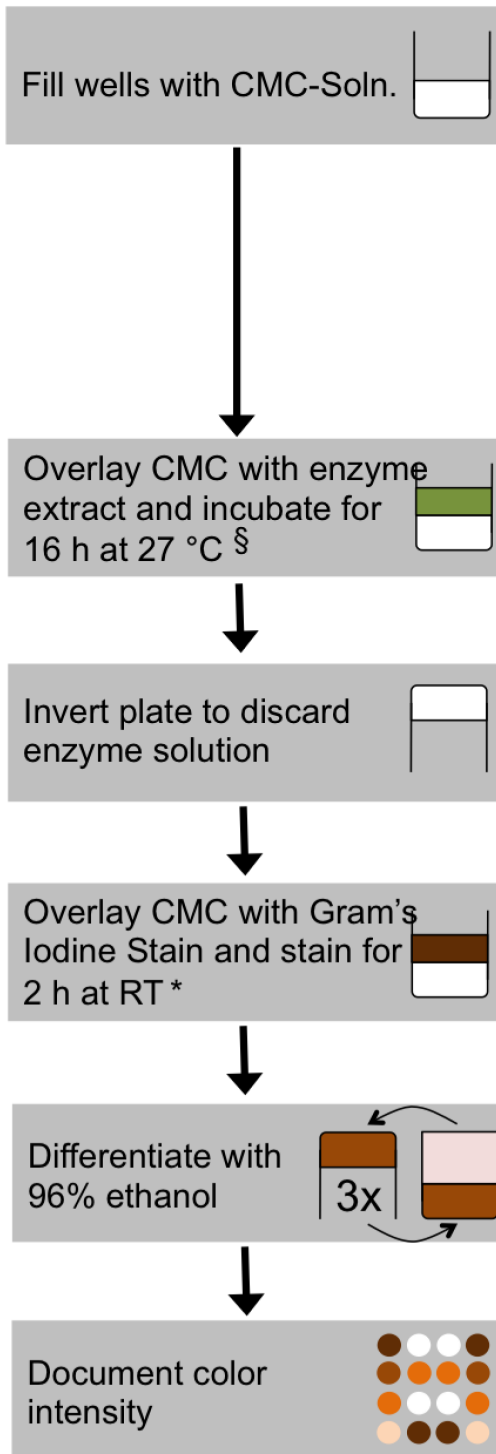 Fill wells with CMC-Soln.
Overlay CMC with enzyme
extract and incubate for
16 h at 27 °C §
Invert plate to discard
enzyme solution
Overlay CMC with Gram's
Iodine Stain and stain for
2 h at RT *
Differentiate with
96% ethanol
3x
Document color
intensity